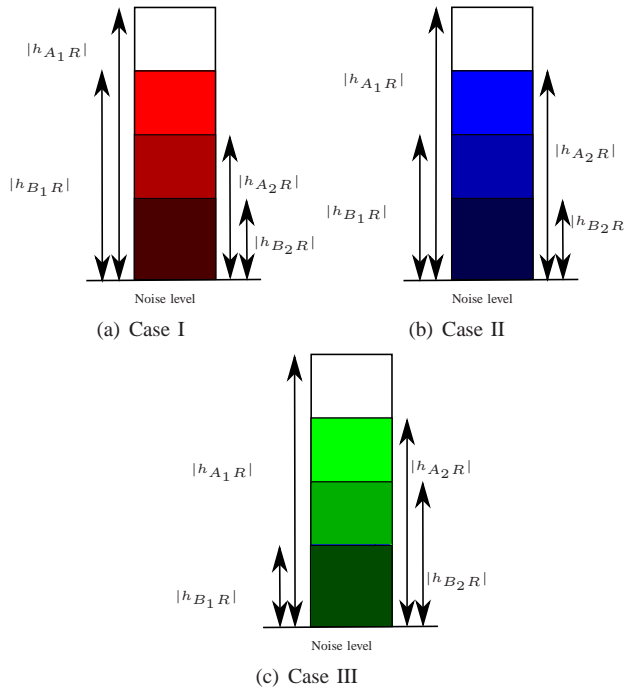 |h_{A_1R}|
|h_{B_1R}|
|h_{A_2R}|
|h_{B_2R}|
Noise level
(a) Case I
|h_{A_1R}|
|h_{B_1R}|
|h_{A_2R}|
|h_{B_2R}
Noise level
(b) Case II
|h_{A_1R}|
|h_{A_2R}|
|h_{B_2R}|
|h_{B_1R}|
Noise level
(c) Case III